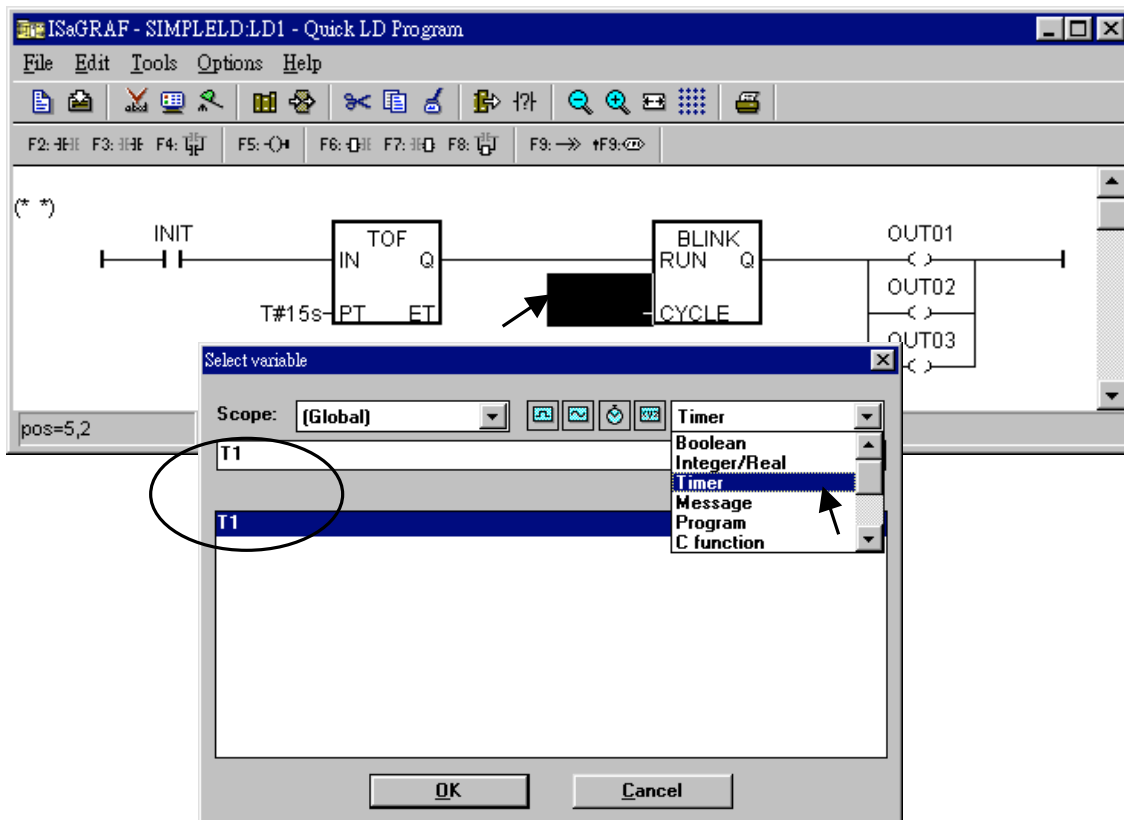 ISaGRAF - SIMPLELD:LD1 - Quick LD Program
File Edit Tools Options Help
F2: F3: F4: F5: F6: F7: F8: F9: F9:
(* *)
INIT TOF BLINK OUT01
IN Q RUN Q
OUT02
T#15s PT ET CYCLE
OUT03
Select variable
Scope: (Global) Timer
pos=5,2
T1
Boolean
Integer/Real
Timer
Message
T1
Program
C function
OK Cancel